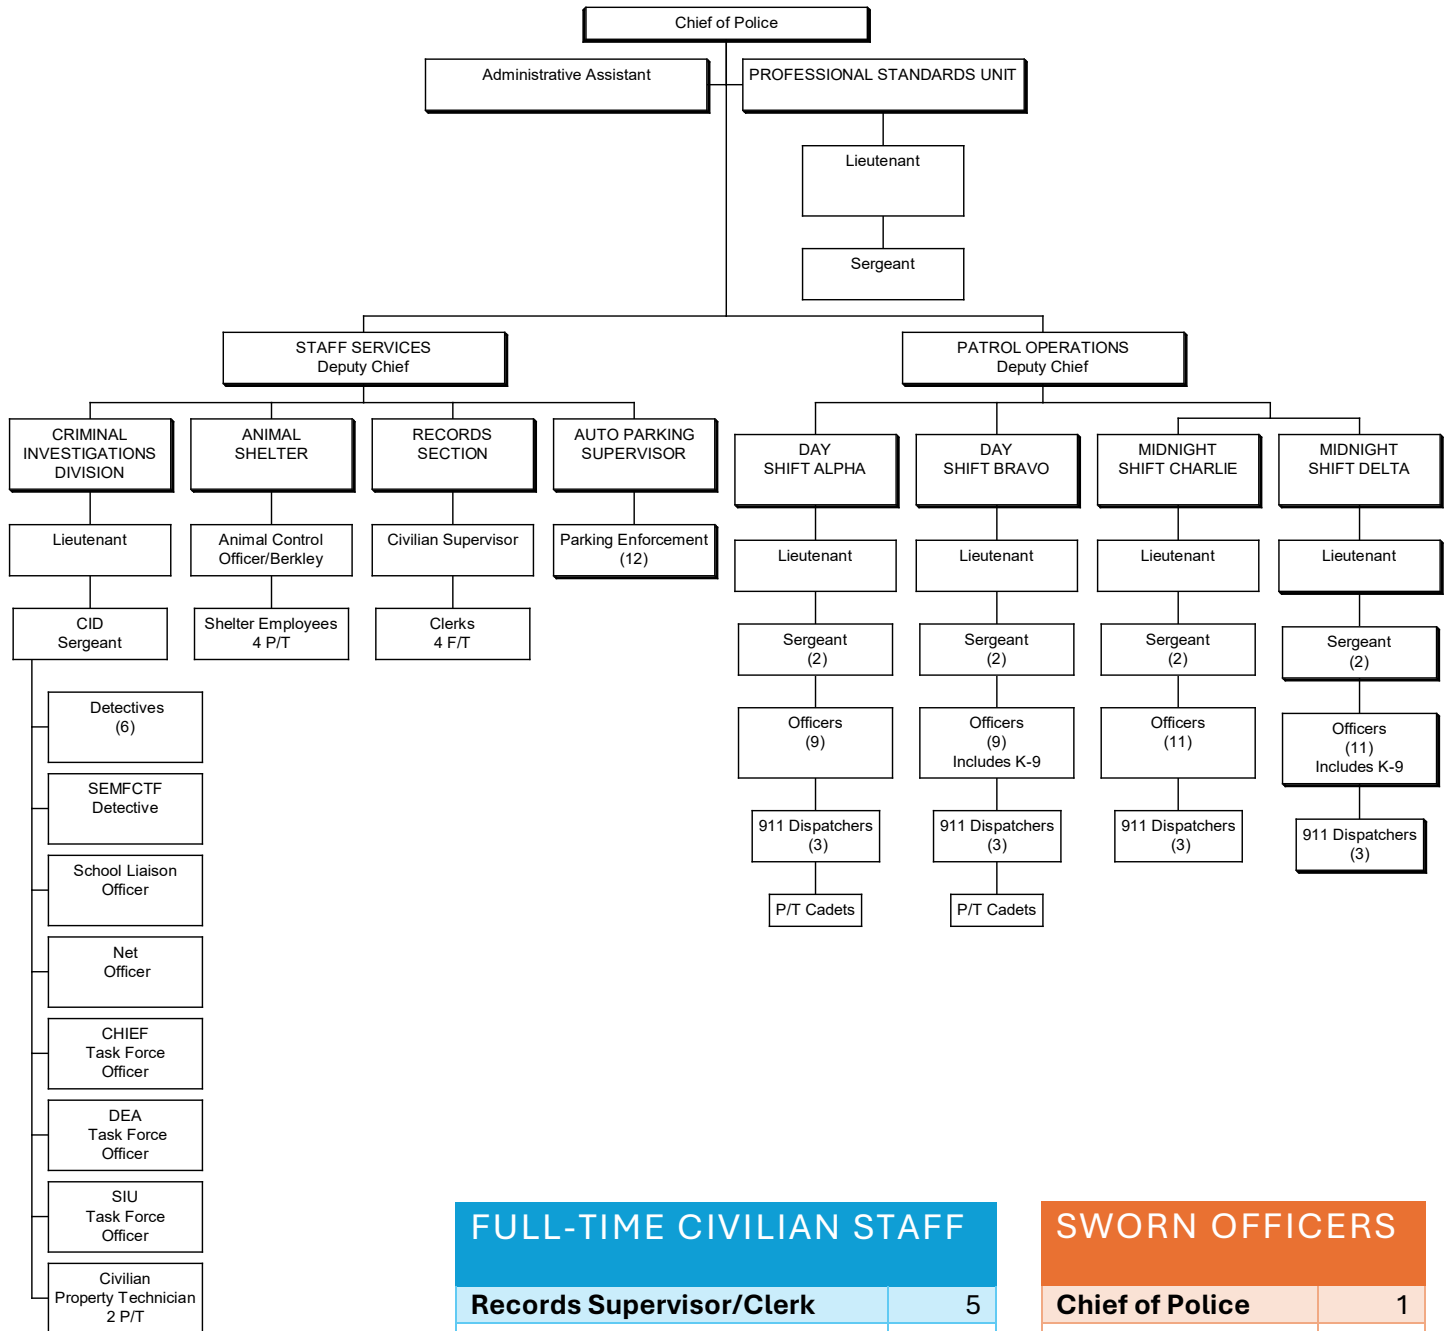 Chief of Police
Administrative Assistant
PROFESSIONAL STANDARDS UNIT
Lieutenant
Sergeant
STAFF SERVICES
Deputy Chief
PATROL OPERATIONS
Deputy Chief
CRIMINAL
INVESTIGATIONS
DIVISION
Lieutenant
CID
Sergeant
Detectives
(6)
SEMFCTF
Detective
School Liaison
Officer
Net
Officer
CHIEF
Task Force
Officer
DEA
Task Force
Officer
SIU
Task Force
Officer
Civilian
Property Technician
2 P/T
ANIMAL
SHELTER
Animal Control
Officer/Berkley
Shelter Employees
4 P/T
RECORDS
SECTION
Civilian Supervisor
Clerks
4 F/T
AUTO PARKING
SUPERVISOR
Parking Enforcement
(12)
DAY
SHIFT ALPHA
Lieutenant
Sergeant
(2)
Officers
(9)
911 Dispatchers
(3)
P/T Cadets
DAY
SHIFT BRAVO
Lieutenant
Sergeant
(2)
Officers
(9)
Includes K-9
911 Dispatchers
(3)
P/T Cadets
MIDNIGHT
SHIFT CHARLIE
Lieutenant
Sergeant
(2)
Officers
(11)
911 Dispatchers
(3)
MIDNIGHT
SHIFT DELTA
Lieutenant
Sergeant
(2)
Officers
(11)
Includes K-9
911 Dispatchers
(3)
FULL-TIME CIVILIAN STAFF
Records Supervisor/Clerk 5
SWORN OFFICERS
Chief of Police 1